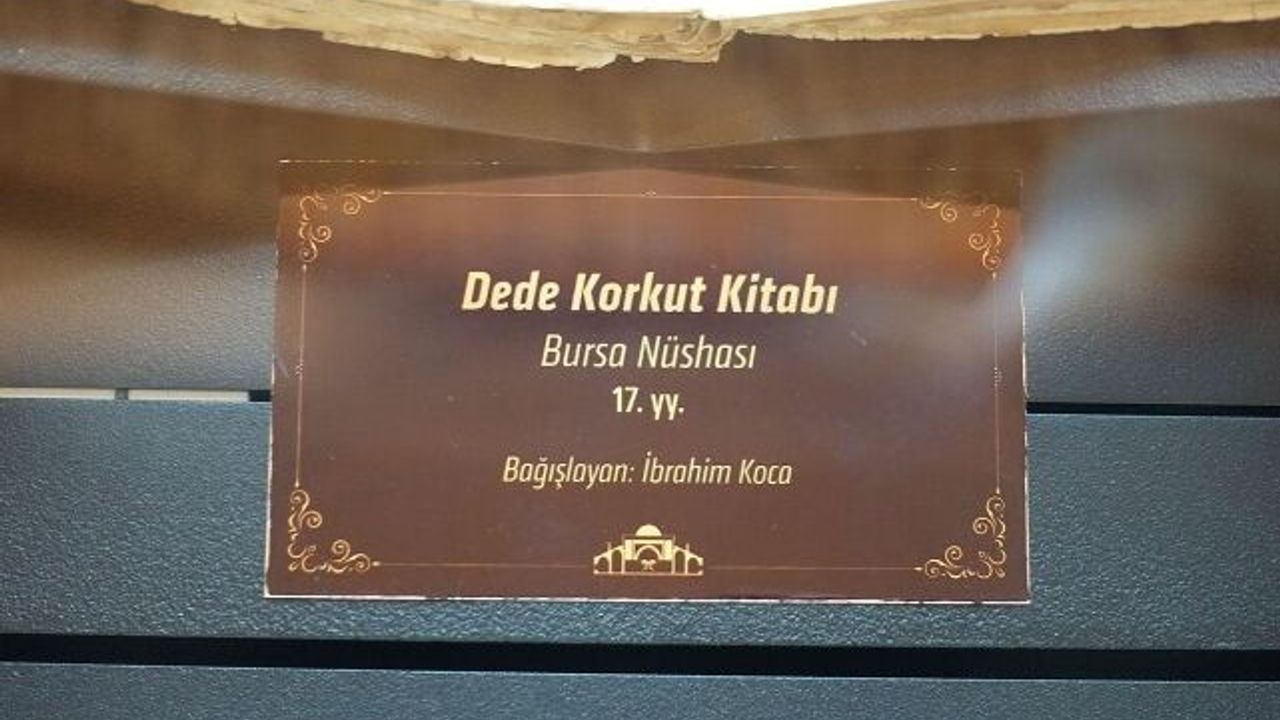 Dede Korkut Kitabı
Bursa Nüshası
17. yy.
Bağışlayan: İbrahim Koca